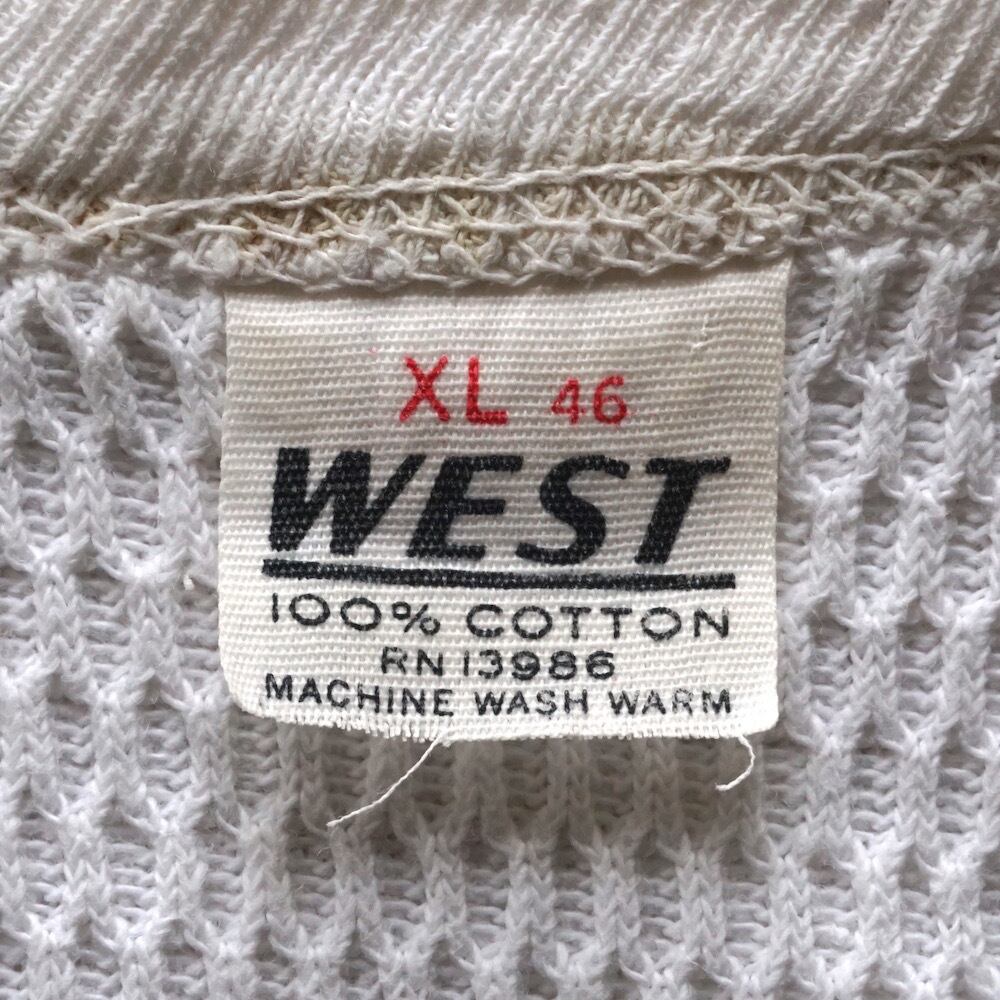 XL 46
WEST
100% COTTON
RN 13986
MACHINE WASH WARM